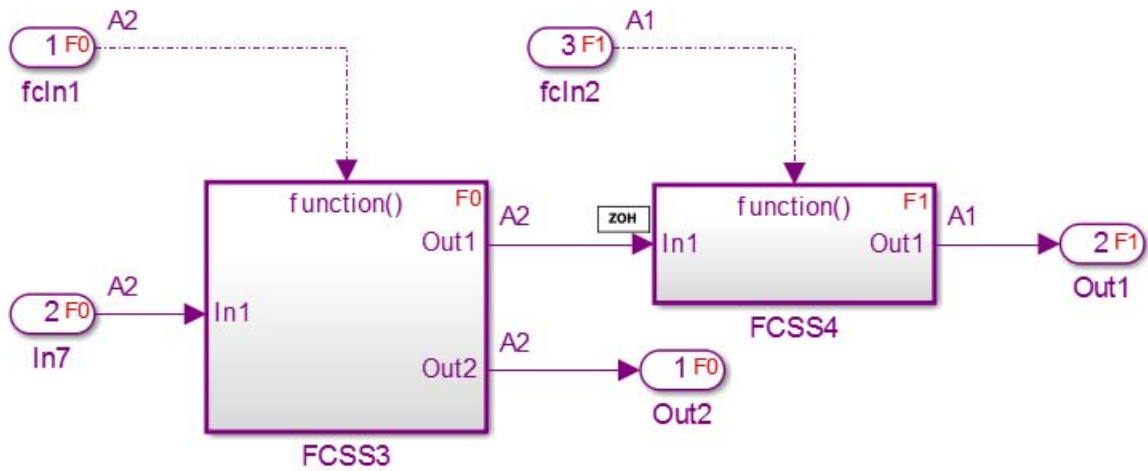 A2
1 F0
fcIn1
A1
3 F1
fcIn2
function()
F0
A2
Out1
ZOH
function()
F1
In1
Out1
A1
2 F1
Out1
A2
2 F0
In7
In1
FCSS4
A2
Out2
1 F0
Out2
FCSS3